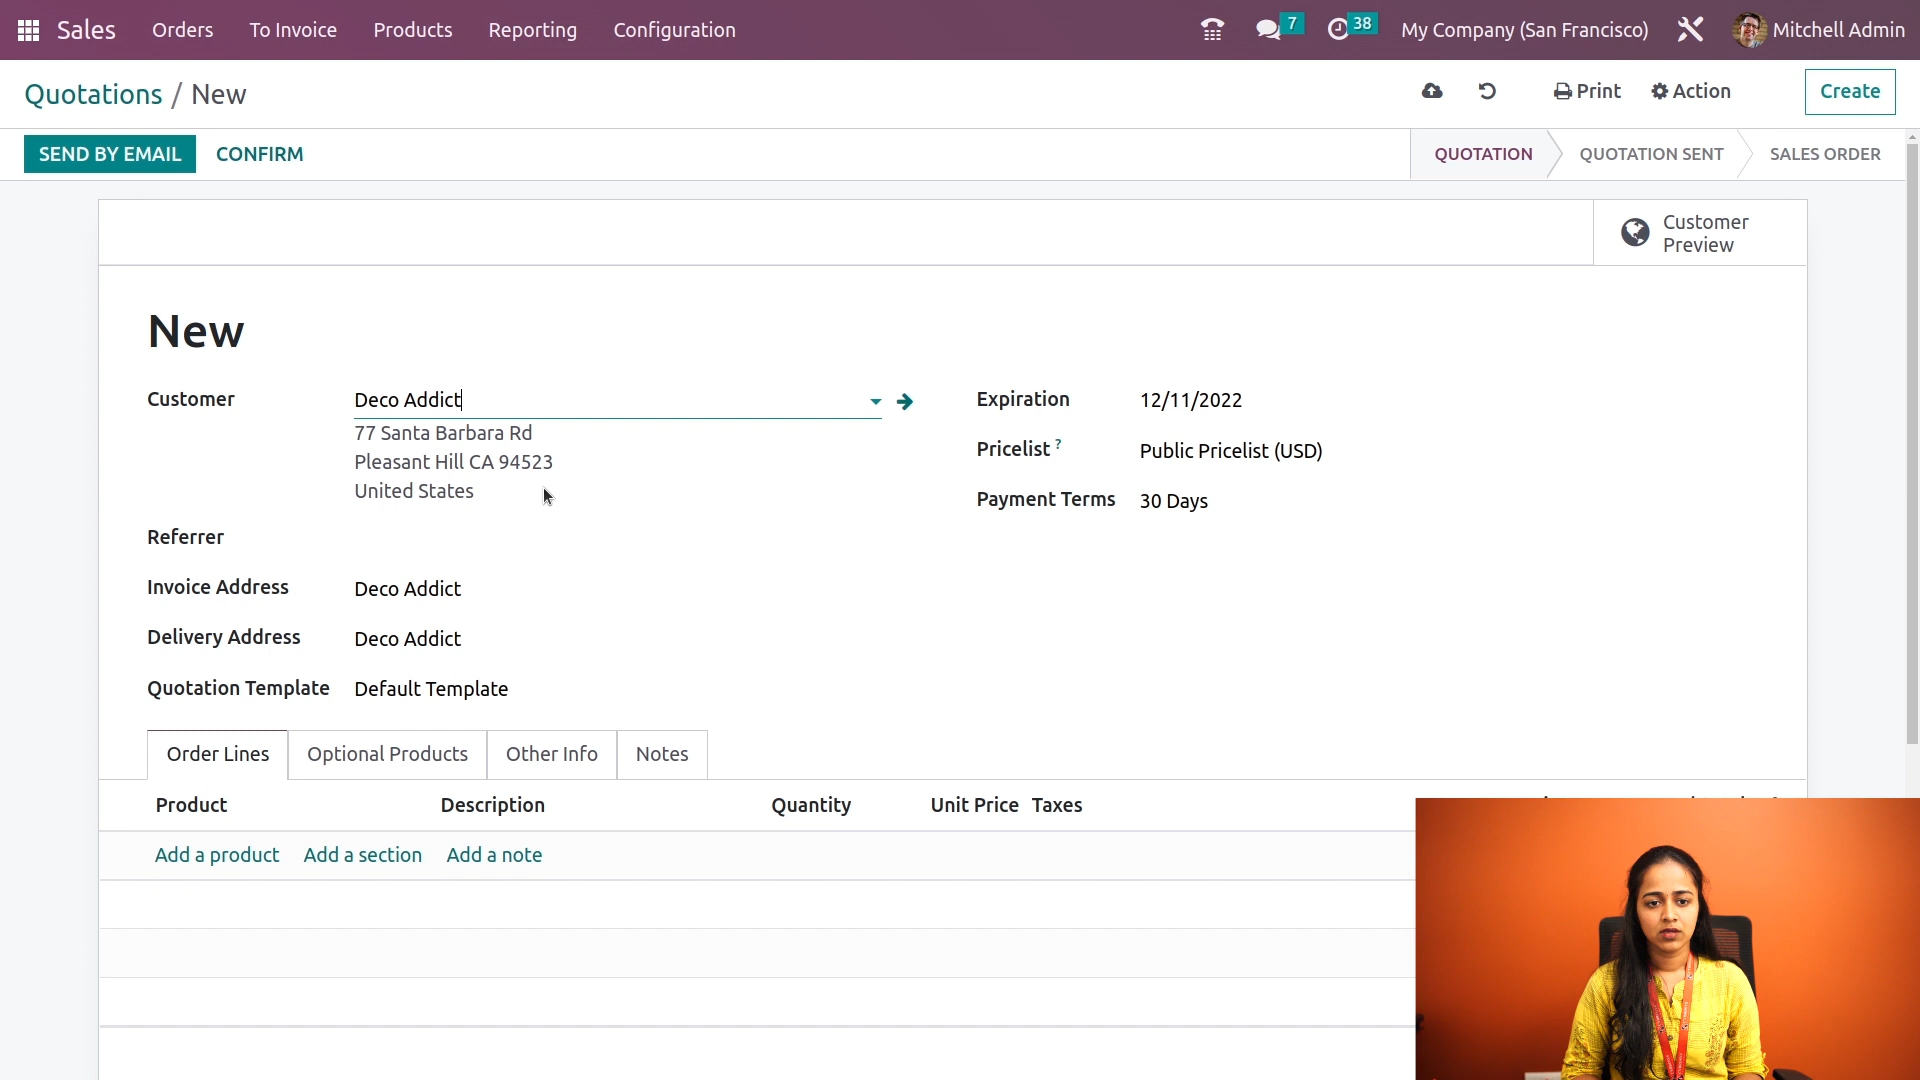 Sales Orders To Invoice Products Reporting Configuration 7 38 My Company (San Francisco) Mitchell Admin
Quotations / New Print Action Create
SEND BY EMAIL CONFIRM QUOTATION QUOTATION SENT SALES ORDER
Customer
Preview
New
Customer Deco Addict Expiration 12/11/2022
77 Santa Barbara Rd
Pleasant Hill CA 94523 Pricelist ? Public Pricelist (USD)
United States Payment Terms 30 Days
Referrer
Invoice Address Deco Addict
Delivery Address Deco Addict
Quotation Template Default Template
Order Lines Optional Products Other Info Notes
Product Description Quantity Unit Price Taxes
Add a product Add a section Add a note